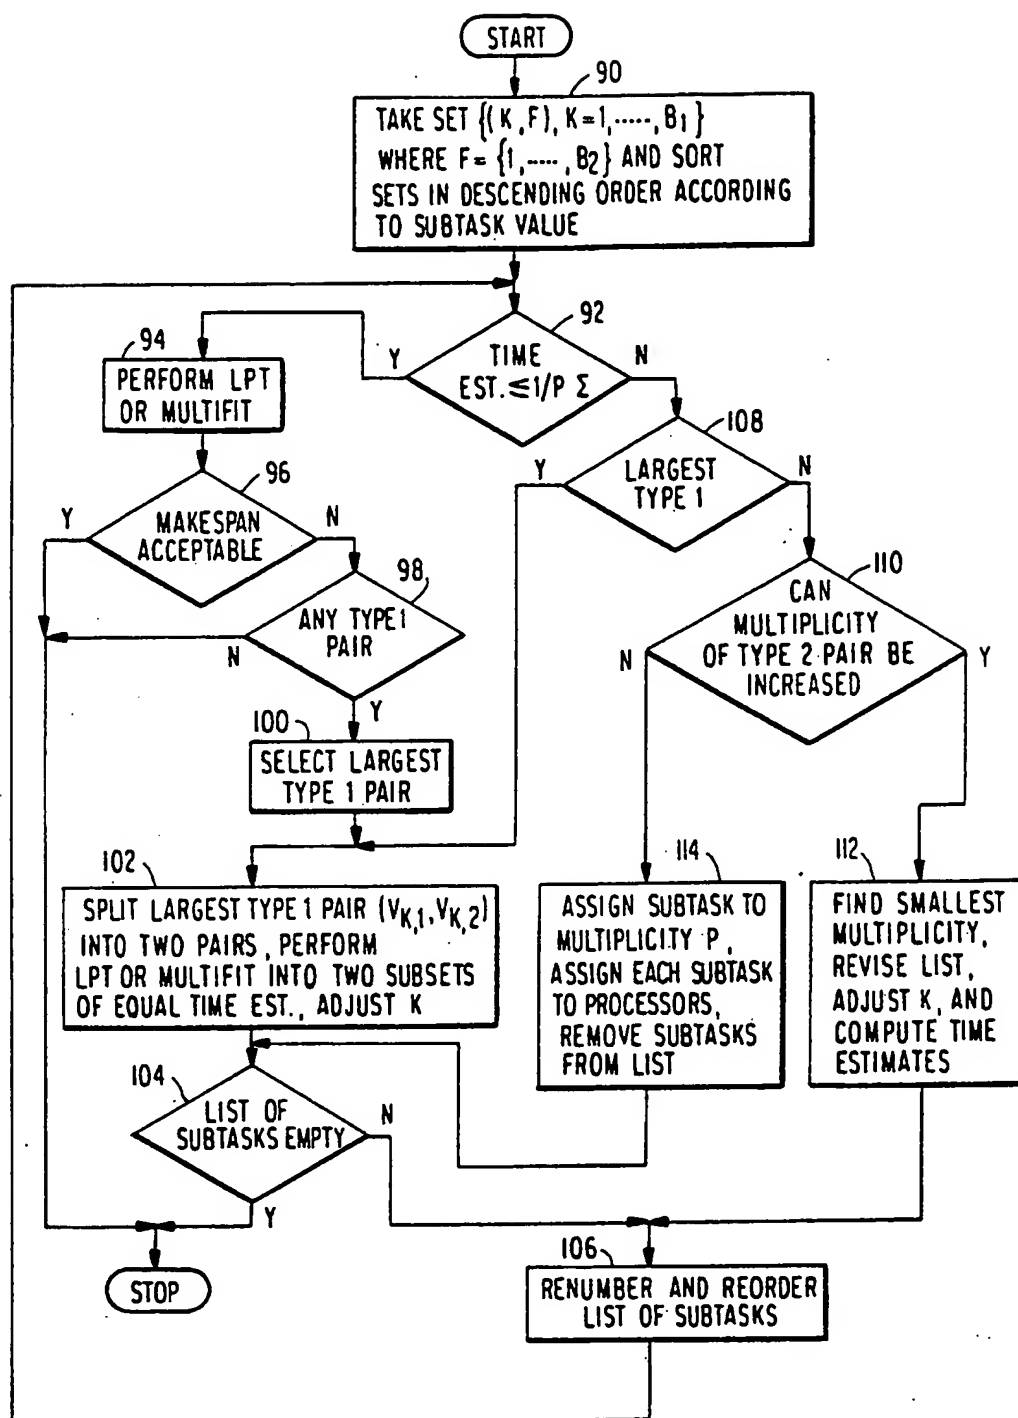 START
90
TAKE SET {(K,F), K=1,-----, B1}
WHERE F= {1,----, B2} AND SORT
SETS IN DESCENDING ORDER ACCORDING
TO SUBTASK VALUE
92
Y
TIME
EST. ≤1/P Σ
N
94
PERFORM LPT
OR MULTIFIT
108
Y
LARGEST
TYPE 1
N
96
Y
MAKESPAN
ACCEPTABLE
N
98
ANY TYPE 1
PAIR
N
Y
110
CAN
MULTIPLICITY
OF TYPE 2 PAIR BE
INCREASED
N
Y
100
SELECT LARGEST
TYPE 1 PAIR
102
SPLIT LARGEST TYPE 1 PAIR (VK,1, VK,2)
INTO TWO PAIRS, PERFORM
LPT OR MULTIFIT INTO TWO SUBSETS
OF EQUAL TIME EST., ADJUST K
114
ASSIGN SUBTASK TO
MULTIPLICITY P,
ASSIGN EACH SUBTASK
TO PROCESSORS,
REMOVE SUBTASKS
FROM LIST
112
FIND SMALLEST
MULTIPLICITY,
REVISE LIST,
ADJUST K, AND
COMPUTE TIME
ESTIMATES
104
LIST OF
SUBTASKS EMPTY
N
Y
STOP
106
RENUMBER AND REORDER
LIST OF SUBTASKS